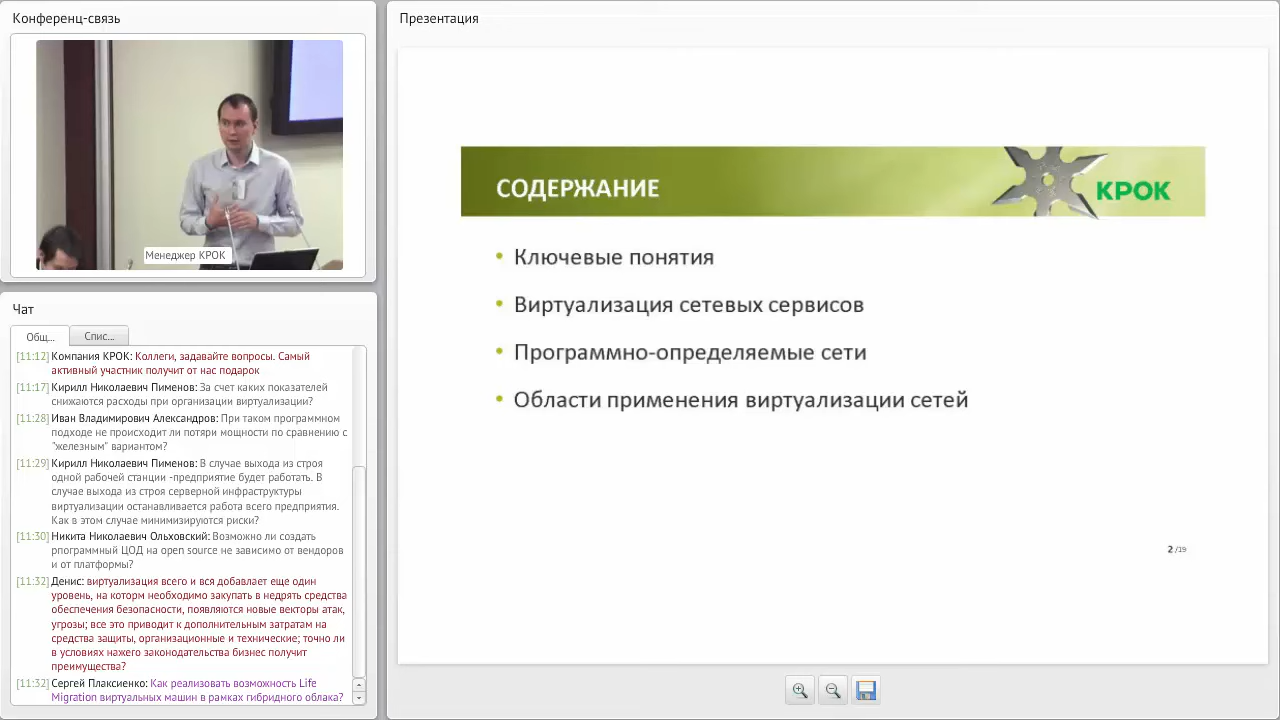 Конференц-связь
Менеджер КРОК
Чат
Общ...
Спис...
[11:12] Компания КРОК: Коллеги, задавайте вопросы. Самый
активный участник получит от нас подарок
[11:17] Кирилл Николаевич Пименов: За счет каких показателей
снижаются расходы при организации виртуализации?
[11:28] Иван Владимирович Александров: При таком программном
подходе не происходит ли потяри мощности по сравнению с
"железным" вариантом?
[11:29] Кирилл Николаевич Пименов: В случае выхода из строя
одной рабочей станции -предприятие будет работать. В
случае выхода из строя серверной инфраструктуры
виртуализации останавливается работа всего предприятия.
Как в этом случае минимизируются риски?
[11:30] Никита Николаевич Ольховский: Возможно ли создать
рпограммный ЦОД на open source не зависимо от вендоров
и от платформы?
[11:32] Денис: виртуализация всего и вся добавлает еще один
уровень, на которм необходимо закупать в недрять средства
обеспечения безопасности, появляются новые векторы атак,
угрозы; все это приводит к дополнительным затратам на
средства защиты, организационные и технические; точно ли
в условиях нажего законодательства бизнес получит
преимущества?
[11:32] Сергей Плаксиенко: Как реализовать возможность Life
Migration виртуальных машин в рамках гибридного облака?
Презентация
СОДЕРЖАНИЕ
КРОК
• Ключевые понятия
• Виртуализация сетевых сервисов
• Программно-определяемые сети
• Области применения виртуализации сетей
2 /19